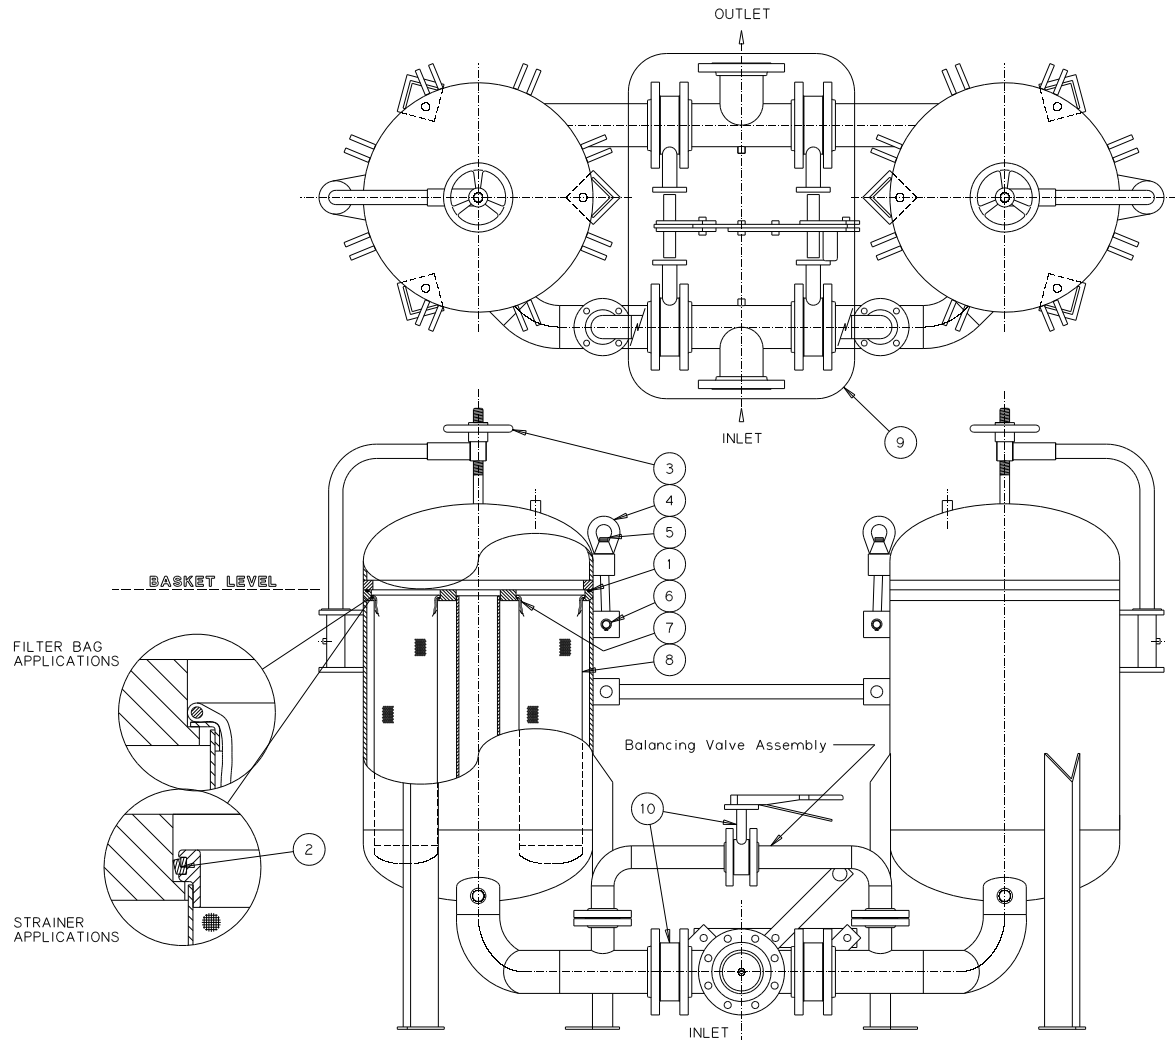 OUTLET
INLET
9
3
4
5
1
6
7
8
BASKET LEVEL
FILTER BAG
APPLICATIONS
Balancing Valve Assembly
10
2
STRAINER
APPLICATIONS
INLET